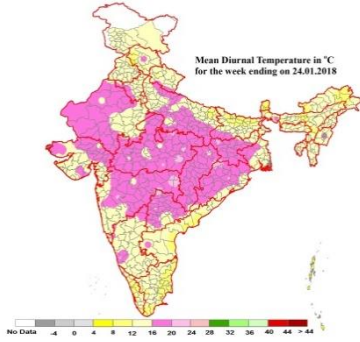 Mean Diurnal Temperature in °C
for the week ending on 24.01.2018
No Data -4 0 4 8 12 16 20 24 28 32 36 40 44 > 44